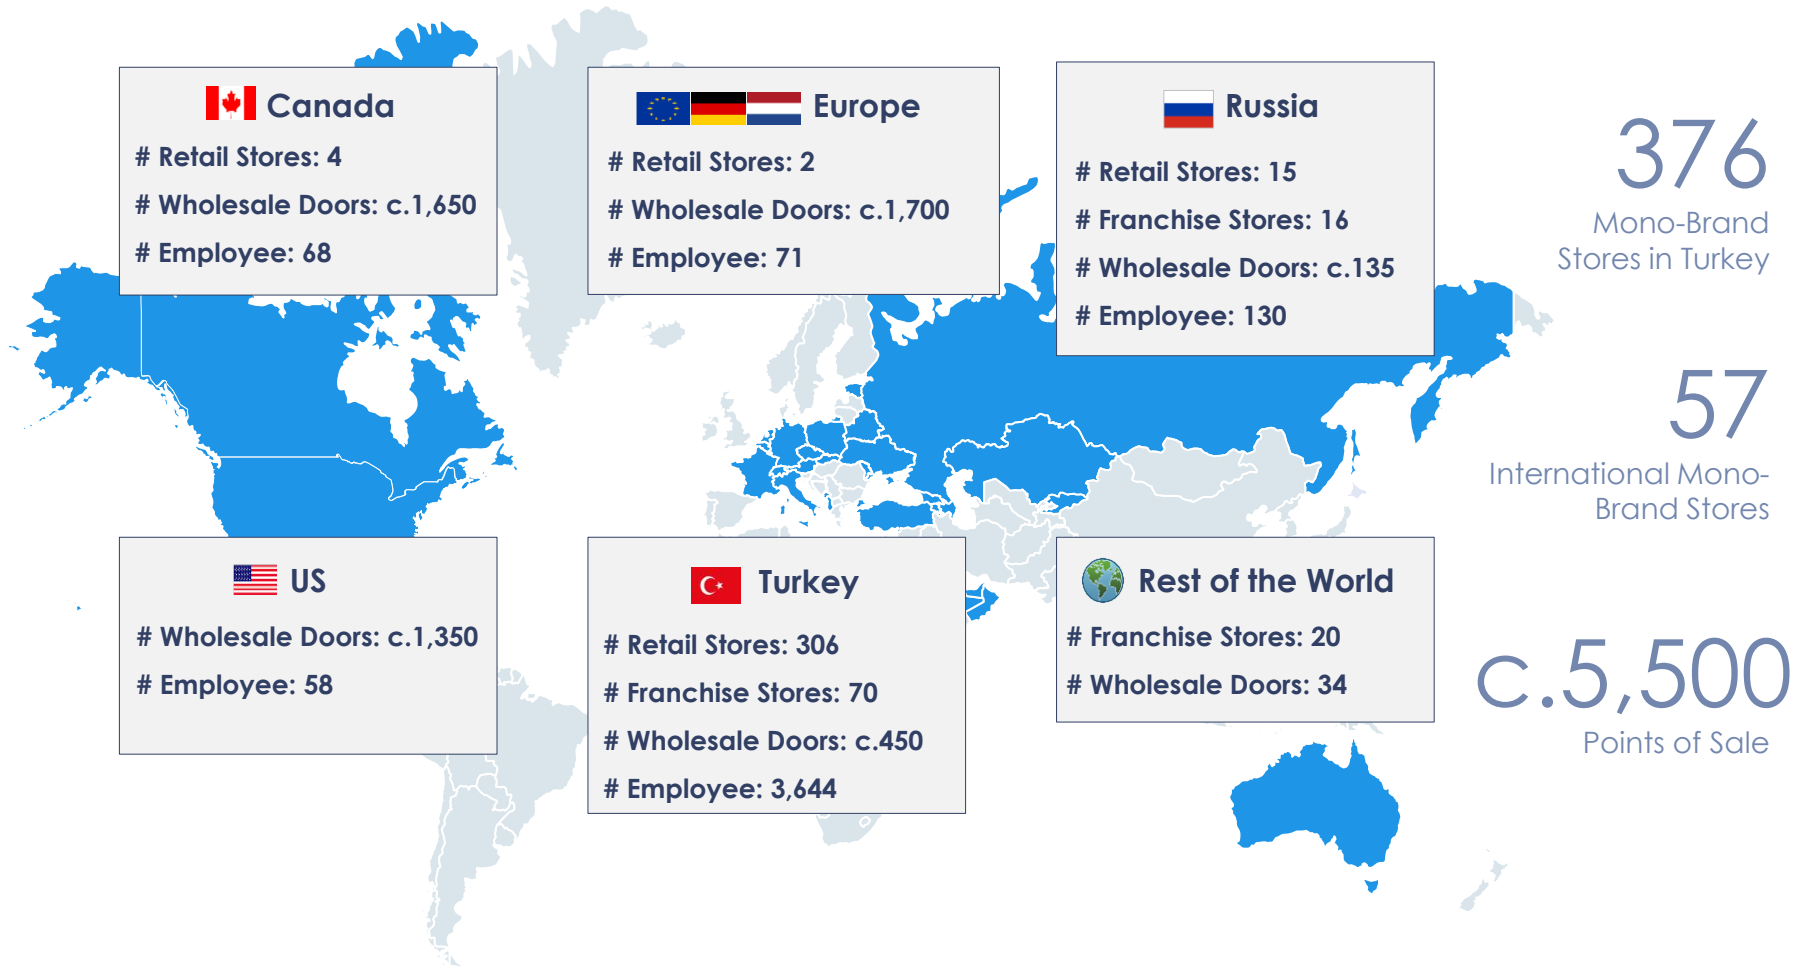 Canada
# Retail Stores: 4
# Wholesale Doors: c.1,650
# Employee: 68
Europe
# Retail Stores: 2
# Wholesale Doors: c.1,700
# Employee: 71
Russia
# Retail Stores: 15
# Franchise Stores: 16
# Wholesale Doors: c.135
# Employee: 130
376
Mono-Brand
Stores in Turkey
57
International Mono-
Brand Stores
US
# Wholesale Doors: c.1,350
# Employee: 58
Turkey
# Retail Stores: 306
# Franchise Stores: 70
# Wholesale Doors: c.450
# Employee: 3,644
Rest of the World
# Franchise Stores: 20
# Wholesale Doors: 34
c.5,500
Points of Sale